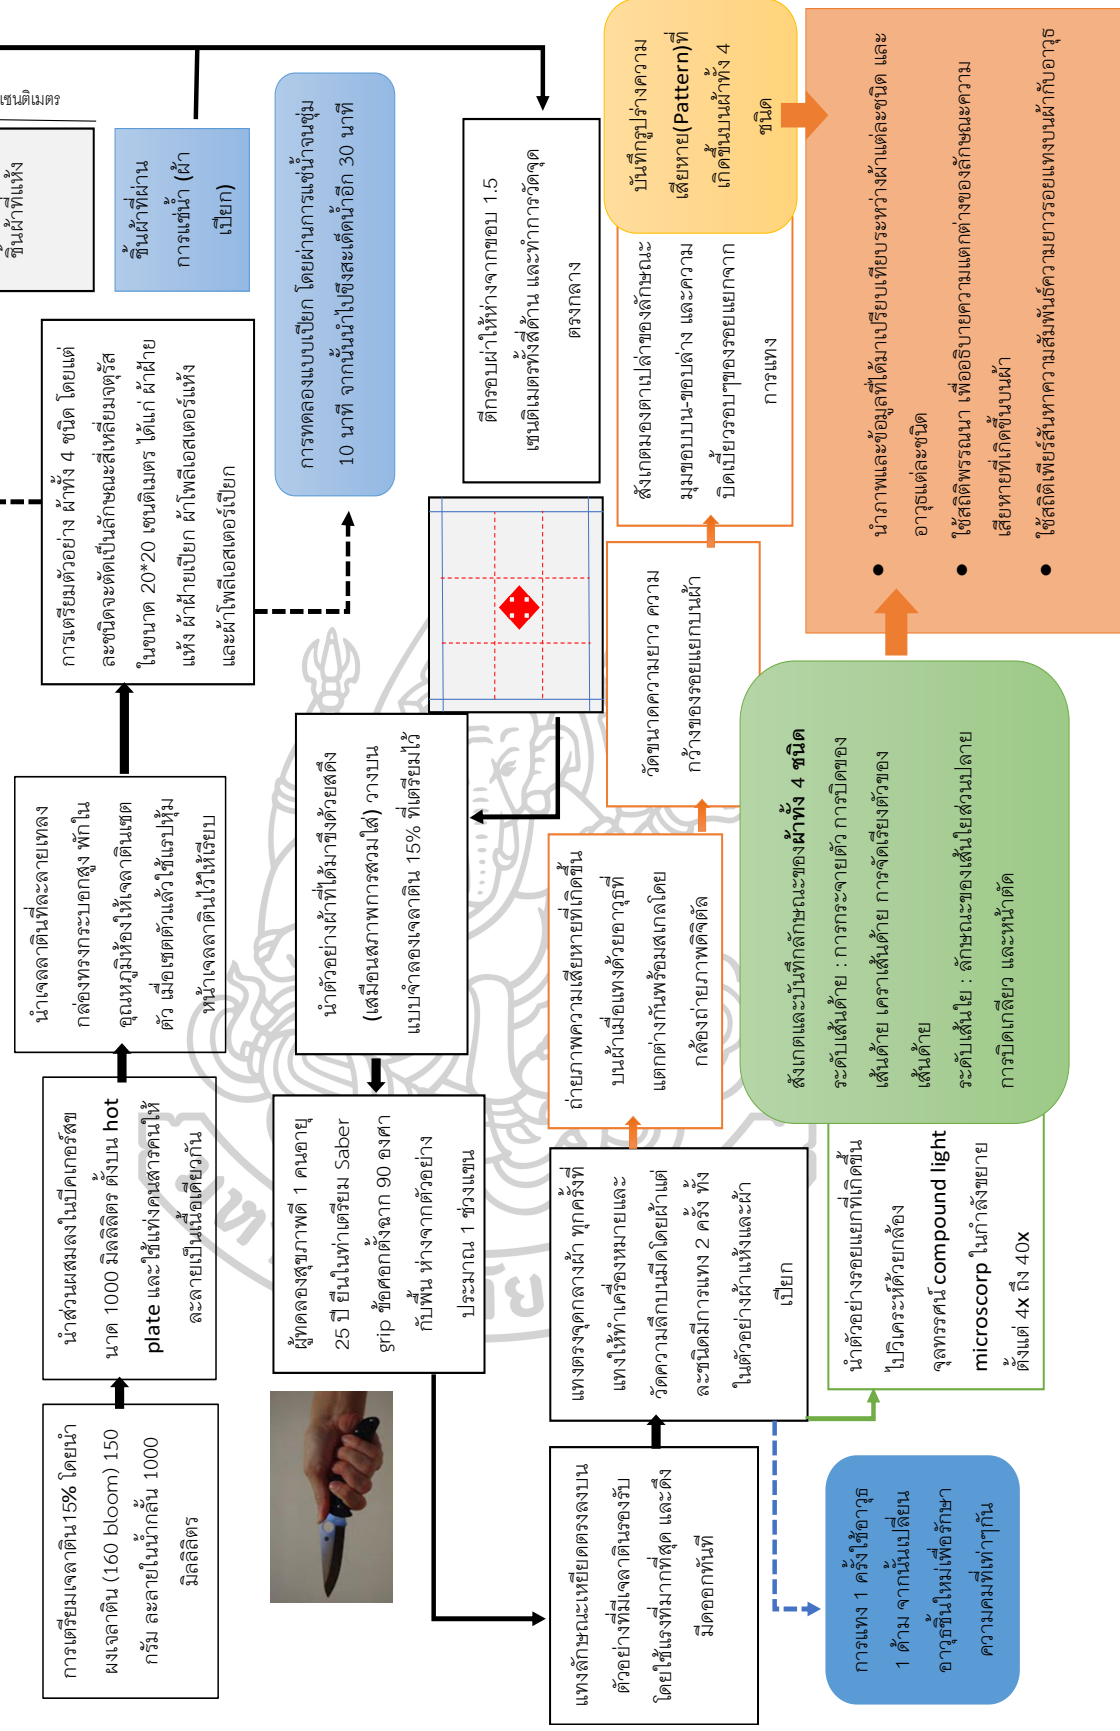 การเตรียมเจลาติน15% โดยนำ
ผงเจลาติน (160 bloom) 150
กรัม ละลายในน้ำกลั่น 1000
มิลลิลิตร
นำส่วนผสมลงในบีคเกอร์สข
นาด 1000 มิลลิลิตร ตั้งบน hot
plate และใช้แท่งคนสารคนให้
ละลายเป็นเนื้อเดียวกัน
นำเจลลาตินที่ละลายเทลง
กล่องทรงกระบอกสูง พักใน
อุณหภูมิห้องให้เจลาตินเซต
ตัว เมื่อเซตตัวแล้วใช้แรปหุ้ม
หน้าเจลลาตินไว้ให้เรียบ
การเตรียมตัวอย่าง ผ้าทั้ง 4 ชนิด โดยแต่
ละชนิดจะตัดเป็นลักษณะสี่เหลี่ยมจตุรัส
ในขนาด 20*20 เซนติเมตร ได้แก่ ผ้าฝ้าย
แห้ง ผ้าฝ้ายเปียก ผ้าโพลีเอสเตอร์แห้ง
และผ้าโพลีเอสเตอร์เปียก
เซนติเมตร
ชิ้นผ้าที่แห้ง
ชิ้นผ้าที่ผ่าน
การแช่น้ำ (ผ้า
เปียก)
การทดลองแบบเปียก โดยผ่านการแช่น้ำจนชุ่ม
10 นาที จากนั้นนำไปขึงสะเด็ดน้ำอีก 30 นาที
ตีกรอบผ่าให้ห่างจากขอบ 1.5
เซนติเมตรทั้งสี่ด้าน และทำการวัดจุด
ตรงกลาง
นำตัวอย่างผ้าที่ได้มาขึงด้วยสดึง
(เสมือนสภาพการสวมใส่) วางบน
แบบจำลองเจลาติน 15% ที่เตรียมไว้
ผู้ทดลองสุขภาพดี 1 คนอายุ
25 ปี ยืนในท่าเตรียม Saber
grip ข้อศอกตั้งฉาก 90 องศา
กับพื้น ห่างจากตัวอย่าง
ประมาณ 1 ช่วงแขน
แทงลักษณะเหยียดตรงลงบน
ตัวอย่างที่มีเจลาตินรองรับ
โดยใช้แรงที่มากที่สุด และดึง
มีดออกทันที
แทงตรงจุดกลางผ้า ทุกครั้งที่
แทงให้ทำเครื่องหมายและ
วัดความลึกบนมีดโดยผ้าแต่
ละชนิดมีการแทง 2 ครั้ง ทั้ง
ในตัวอย่างผ้าแห้งและผ้า
เปียก
การแทง 1 ครั้งใช้อาวุธ
1 ด้าม จากนั้นเปลี่ยน
อาวุธชิ้นใหม่เพื่อรักษา
ความคมที่เท่าๆกัน
ถ่ายภาพความเสียหายที่เกิดขึ้น
บนผ้าเมื่อแทงด้วยอาวุธที่
แตกต่างกันพร้อมสเกลโดย
กล้องถ่ายภาพดิจิตัล
วัดขนาดความยาว ความ
กว้างของรอยแยกบนผ้า
สังเกตมองตาเปล่าของลักษณะ
มุมขอบบน-ขอบล่าง และความ
บิดเบี้ยวรอบๆของรอยแยกจาก
การแทง
บันทึกรูปร่างความ
เสียหาย(Pattern)ที่
เกิดขึ้นบนผ้าทั้ง 4
ชนิด
นำตัวอย่างรอยแยกที่เกิดขึ้น
ไปวิเคระห์ด้วยกล้อง
จุลทรรศน์ compound light
microscorp ในกำลังขยาย
ตั้งแต่ 4x ถึง 40x
สังเกตและบันทึกลักษณะของผ้าทั้ง 4 ชนิด
ระดับเส้นด้าย : การกระจายตัว การบิดของ
เส้นด้าย เคราเส้นด้าย การจัดเรียงตัวของ
เส้นด้าย
ระดับเส้นใย : ลักษณะของเส้นใยส่วนปลาย
การบิดเกลียว และหน้าตัด
• นำภาพและข้อมูลที่ได้มาเปรียบเทียบระหว่างผ้าแต่ละชนิด และ
อาวุธแต่ละชนิด
• ใช้สถิติพรรณนา เพื่ออธิบายความแตกต่างของลักษณะความ
เสียหายที่เกิดขึ้นบนผ้า
• ใช้สถิติเพียร์สันหาความสัมพันธ์ความยาวรอยแทงบนผ้ากับอาวุธ